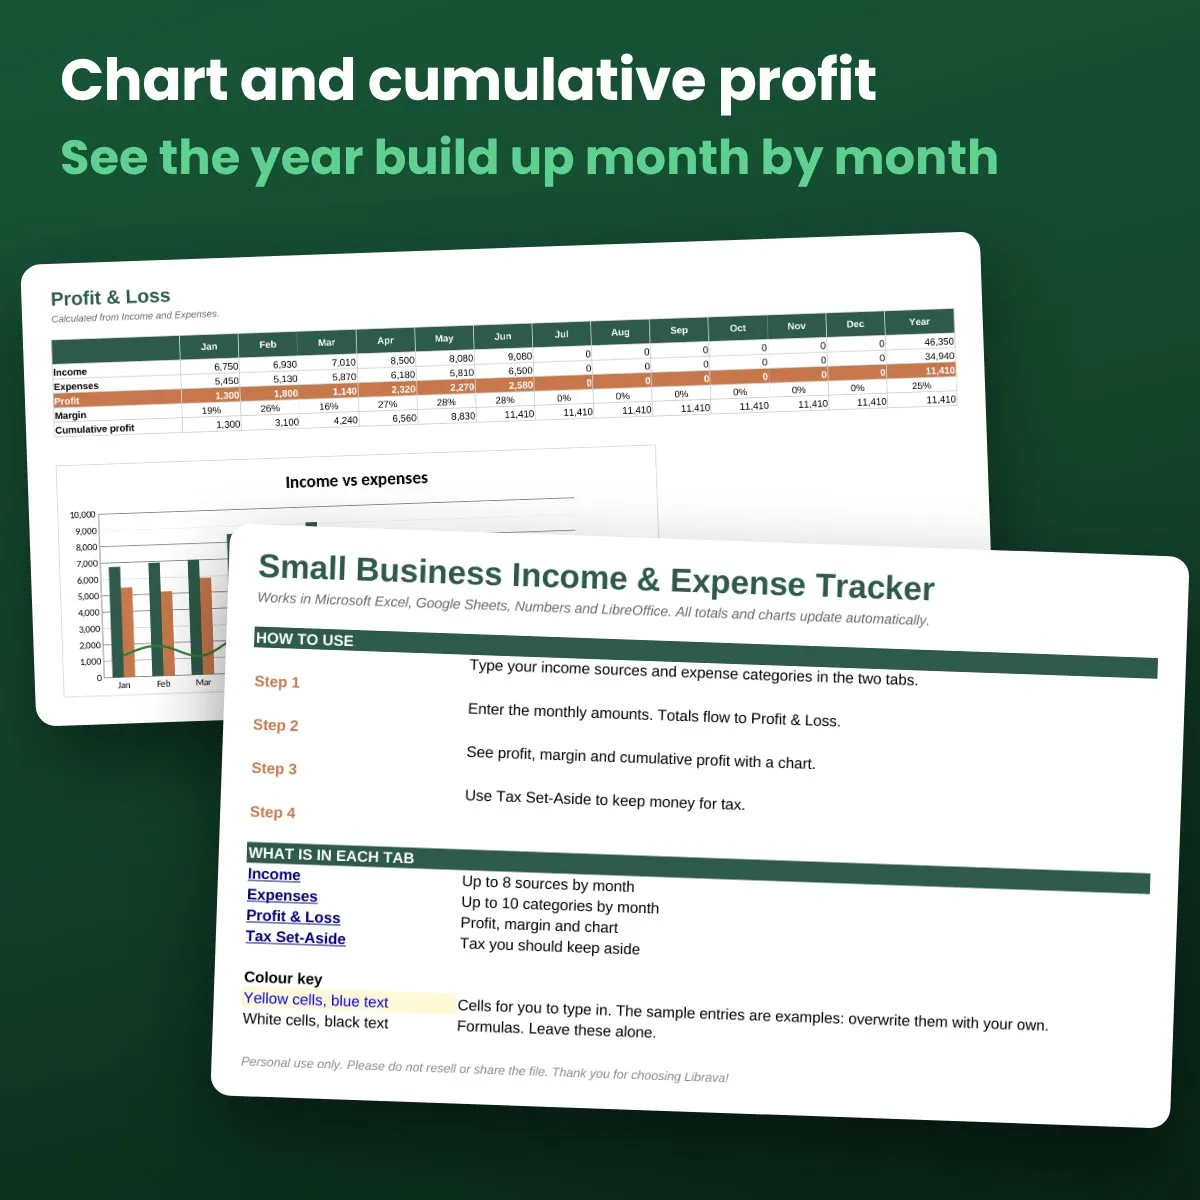 Chart and cumulative profit
See the year build up month by month
Profit & Loss
Calculated from Income and Expenses.
Jan Feb Mar Apr May Jun Jul Aug Sep Oct Nov Dec Year
Income 6,750 6,930 7,010 8,500 8,080 9,080 0 0 0 0 0 0 46,350
Expenses 5,450 5,130 5,870 6,180 5,810 6,500 0 0 0 0 0 0 34,940
Profit 1,300 1,800 1,140 2,320 2,270 2,580 0 0 0 0 0 0 11,410
Margin 19% 26% 16% 27% 28% 28% 0% 0% 0% 0% 0% 0% 25%
Cumulative profit 1,300 3,100 4,240 6,560 8,830 11,410 11,410 11,410 11,410 11,410 11,410 11,410 11,410
Income vs expenses
10,000
9,000
8,000
7,000
6,000
5,000
4,000
3,000
2,000
1,000
0
Jan Feb Mar
Small Business Income & Expense Tracker
Works in Microsoft Excel, Google Sheets, Numbers and LibreOffice. All totals and charts update automatically.
HOW TO USE
Step 1 Type your income sources and expense categories in the two tabs.
Step 2 Enter the monthly amounts. Totals flow to Profit & Loss.
Step 3 See profit, margin and cumulative profit with a chart.
Step 4 Use Tax Set-Aside to keep money for tax.
WHAT IS IN EACH TAB
Income Up to 8 sources by month
Expenses Up to 10 categories by month
Profit & Loss Profit, margin and chart
Tax Set-Aside Tax you should keep aside
Colour key
Yellow cells, blue text Cells for you to type in. The sample entries are examples: overwrite them with your own.
White cells, black text Formulas. Leave these alone.
Personal use only. Please do not resell or share the file. Thank you for choosing Librava!